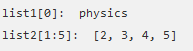 list1[0]:  physics
list2[1:5]:  [2, 3, 4, 5]